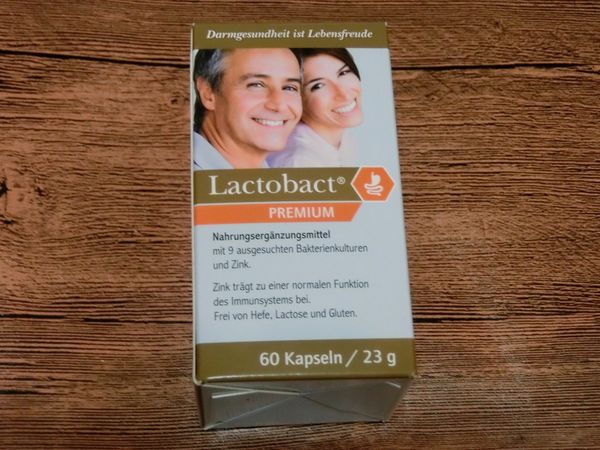 Darmgesundheit ist Lebensfreude
Lactobact®
PREMIUM
Nahrungsergänzungsmittel
mit 9 ausgesuchten Bakterienkulturen
und Zink.
Zink trägt zu einer normalen Funktion
des Immunsystems bei.
Frei von Hefe, Lactose und Gluten.
60 Kapseln / 23 g